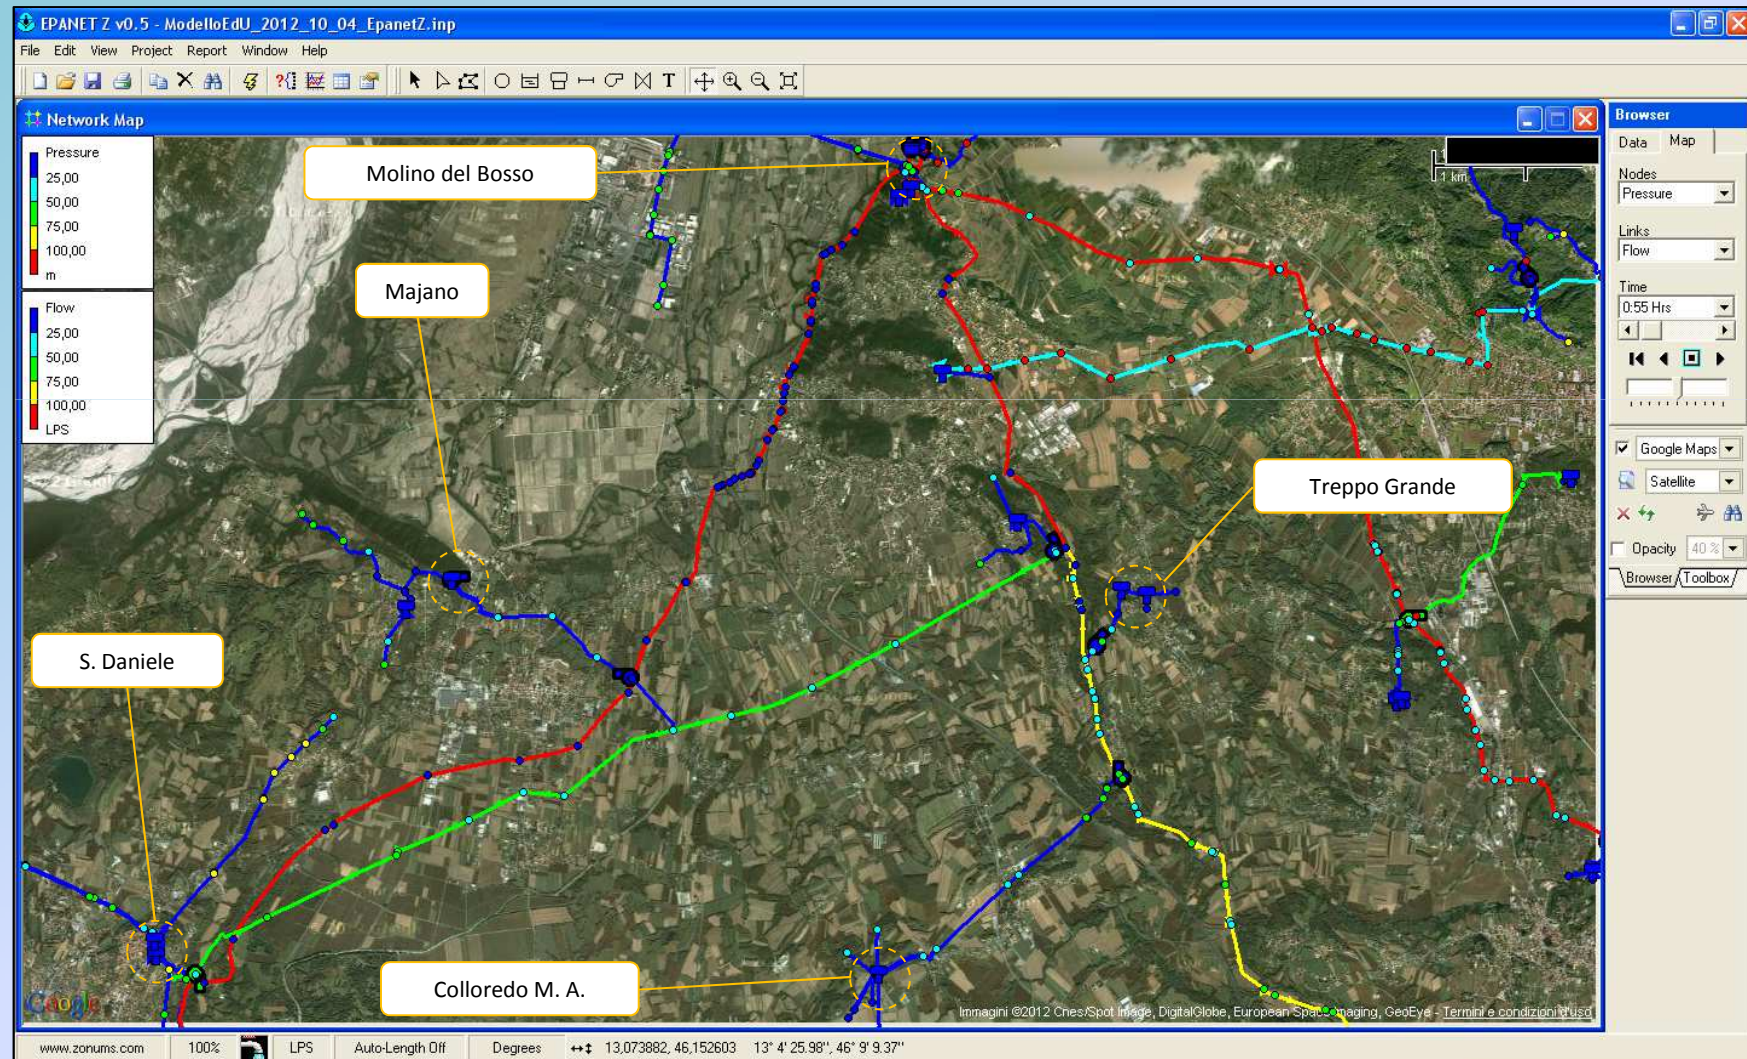 EPANET Z v0.5 - ModelloEdU_2012_10_04_EpanetZ.inp
File Edit View Project Report Window Help
Network Map
Pressure
25,00
50,00
75,00
100,00
m
Flow
25,00
50,00
75,00
100,00
LPS
Molino del Bosso
Majano
Treppo Grande
S. Daniele
Colloredo M. A.
1 km
Google
Immagini ©2012 Cnes/Spot Image, DigitalGlobe, European Space Imaging, GeoEye - Termini e condizioni d'uso
Browser
Data Map
Nodes
Pressure
Links
Flow
Time
0:55 Hrs
Google Maps
Satellite
Opacity 40 %
Browser Toolbox
www.zonums.com 100% LPS Auto-Length Off Degrees 13,073882, 46,152603 13° 4' 25.98'', 46° 9' 9.37''